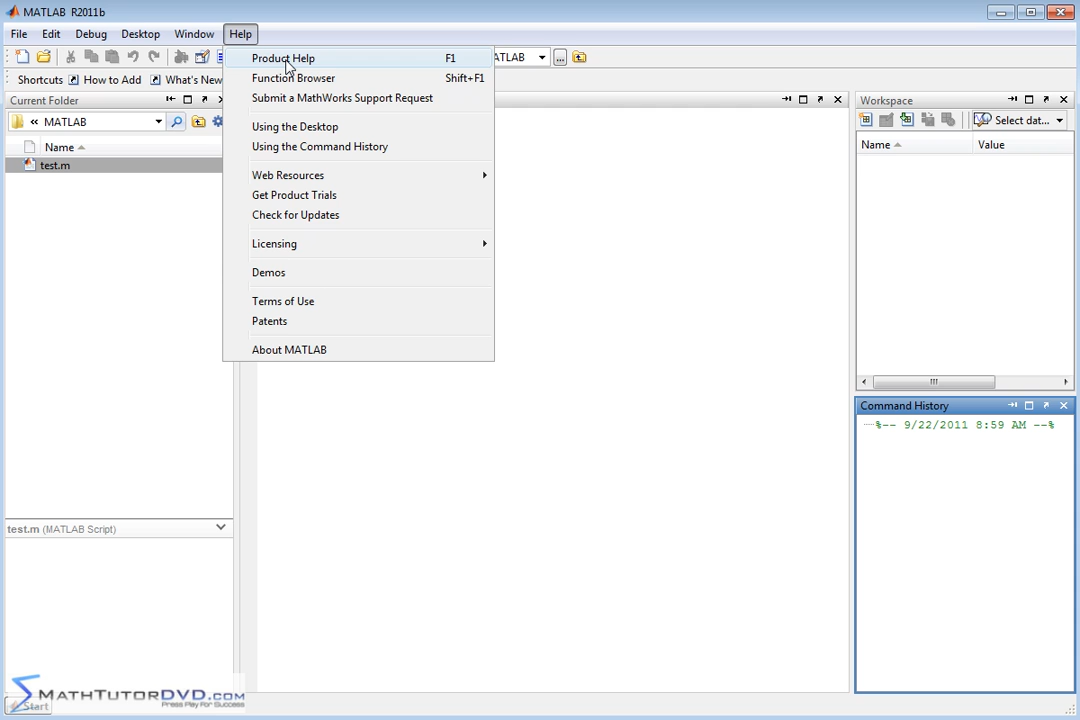 MATLAB R2011b
File Edit Debug Desktop Window Help
Product Help F1
ATLAB
Function Browser Shift+F1
Shortcuts How to Add What's New
Submit a MathWorks Support Request
Current Folder
Workspace
« MATLAB
Select dat...
Using the Desktop
Using the Command History
Name
Name Value
test.m
Web Resources
Get Product Trials
Check for Updates
Licensing
Demos
Terms of Use
Patents
About MATLAB
Command History
%-- 9/22/2011 8:59 AM --%
test.m (MATLAB Script)
MATHTUTORDVD.COM
Press Play For Success
Start